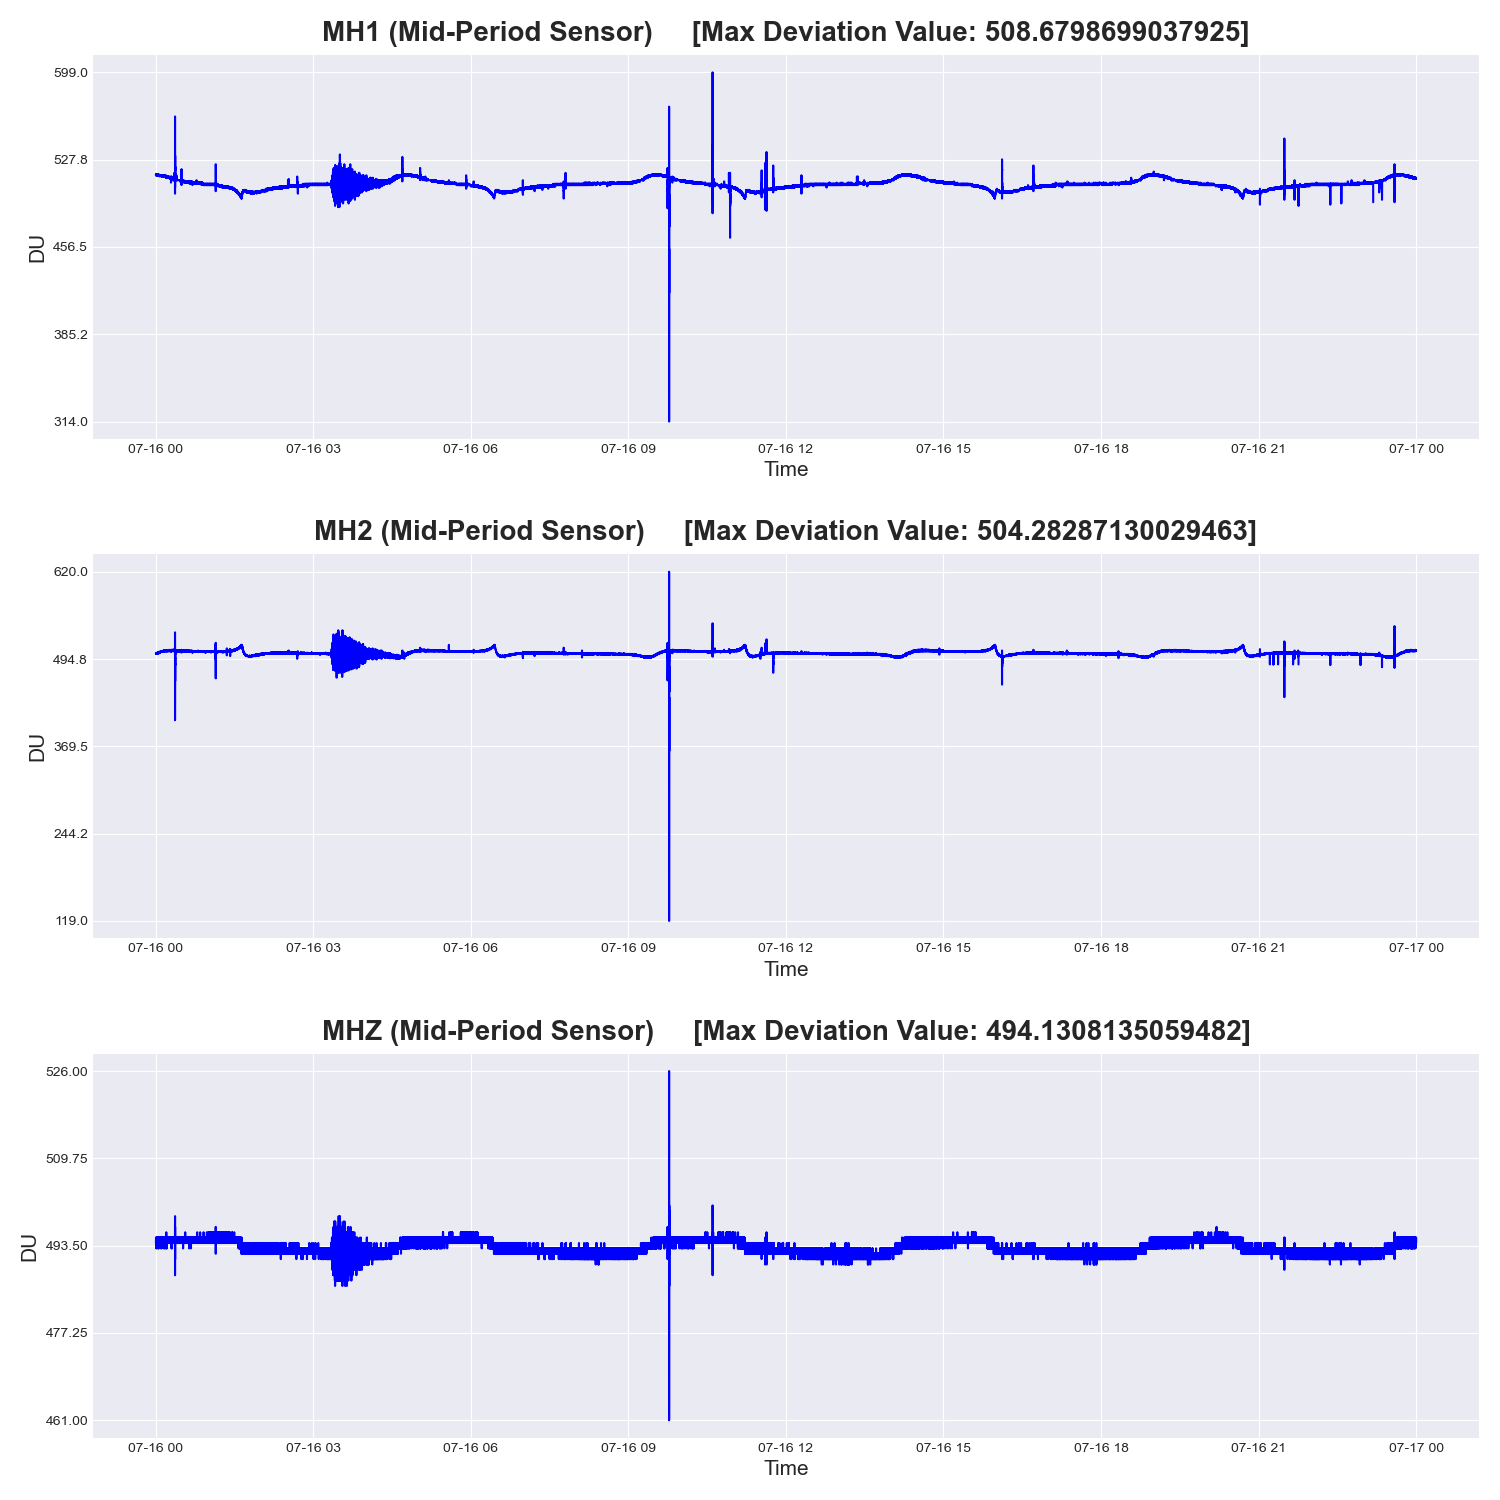 MH1 (Mid-Period Sensor) [Max Deviation Value: 508.6798699037925]
599.0
527.8
456.5
385.2
314.0
DU
07-16 00 07-16 03 07-16 06 07-16 09 07-16 12 07-16 15 07-16 18 07-16 21 07-17 00
Time
MH2 (Mid-Period Sensor) [Max Deviation Value: 504.28287130029463]
620.0
494.8
369.5
244.2
119.0
DU
07-16 00 07-16 03 07-16 06 07-16 09 07-16 12 07-16 15 07-16 18 07-16 21 07-17 00
Time
MHZ (Mid-Period Sensor) [Max Deviation Value: 494.1308135059482]
526.00
509.75
493.50
477.25
461.00
DU
07-16 00 07-16 03 07-16 06 07-16 09 07-16 12 07-16 15 07-16 18 07-16 21 07-17 00
Time